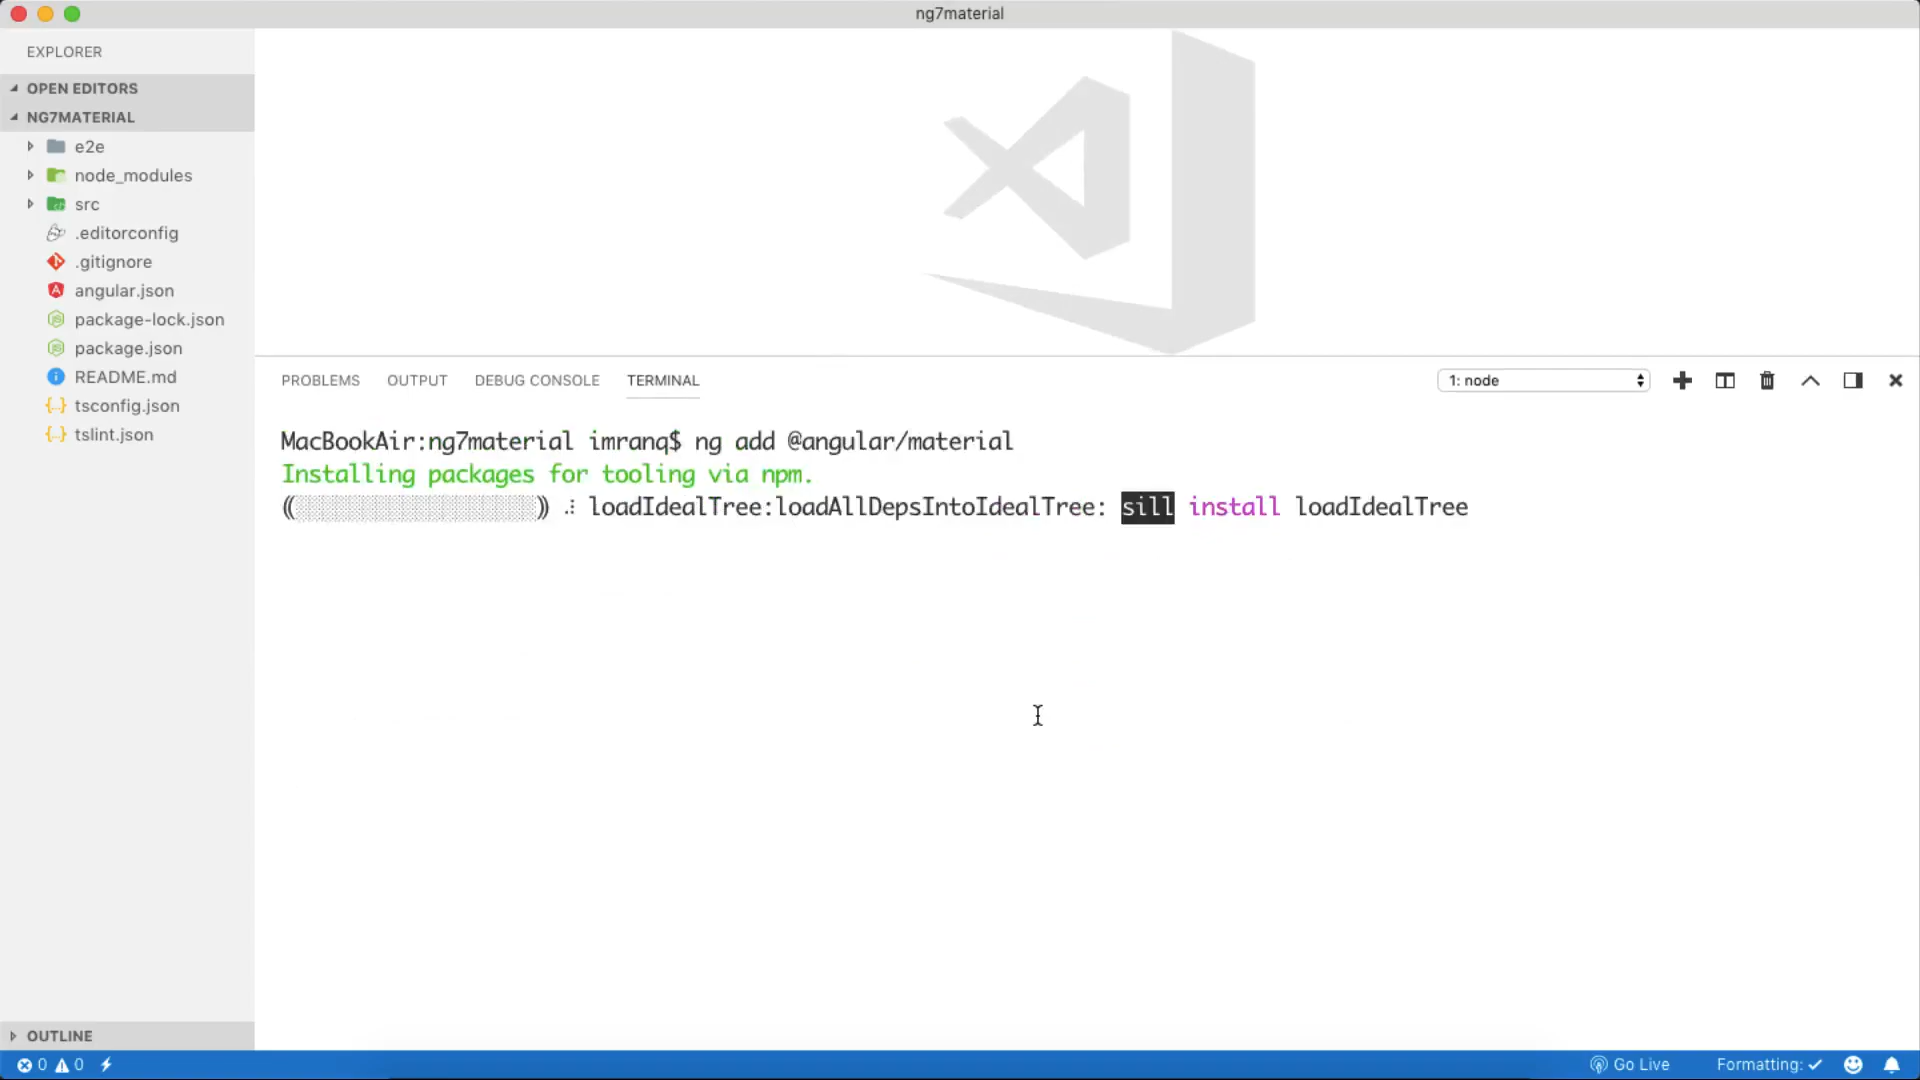 ng7material
EXPLORER
OPEN EDITORS
NG7MATERIAL
e2e
node_modules
src
.editorconfig
.gitignore
angular.json
package-lock.json
package.json
README.md
tsconfig.json
tslint.json
OUTLINE
PROBLEMS OUTPUT DEBUG CONSOLE TERMINAL 1: node
MacBookAir:ng7material imranq$ ng add @angular/material
Installing packages for tooling via npm.
((░░░░░░░░░░░░░░░░░░)) ⠼ loadIdealTree:loadAllDepsIntoIdealTree: sill install loadIdealTree
0 0 Go Live Formatting: ✓